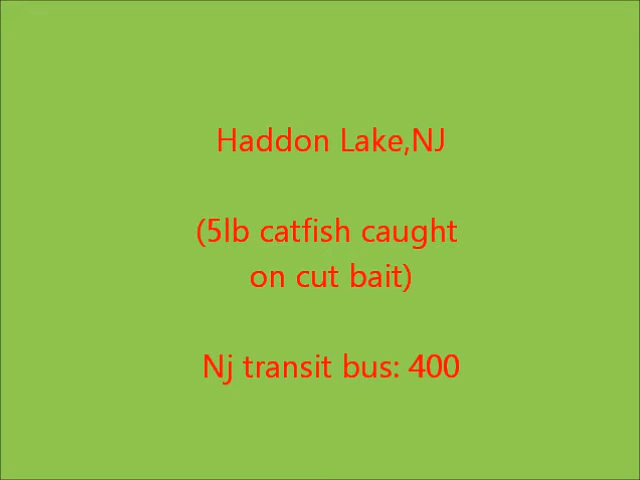 Haddon Lake,NJ
(5lb catfish caught
on cut bait)
Nj transit bus: 400